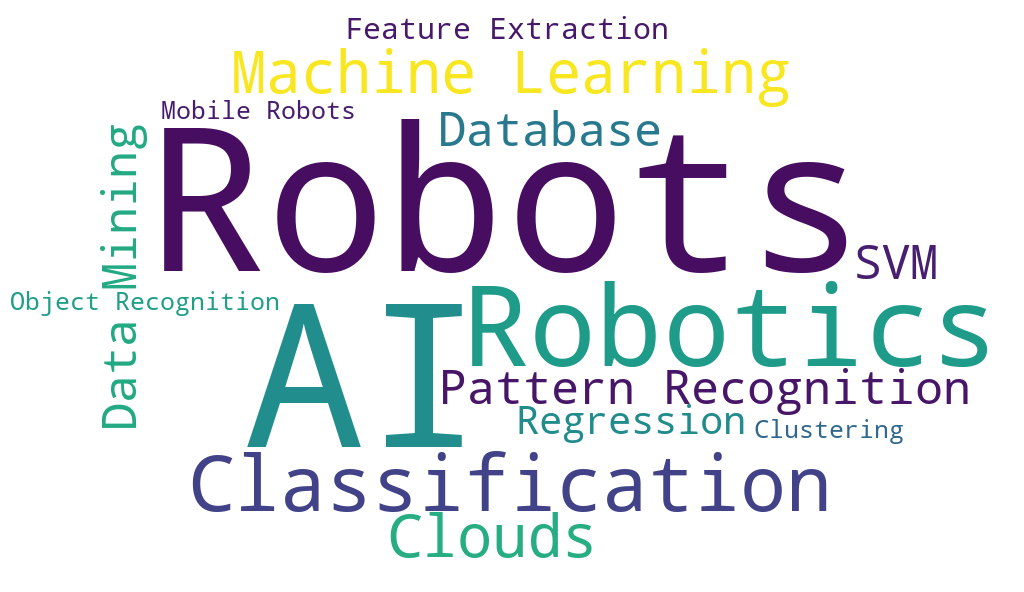 Feature Extraction
Machine Learning
Mobile Robots
Database
Robots
Data Mining
SVM
Object Recognition
AI
Robotics
Pattern Recognition
Regression
Clustering
Classification
Clouds